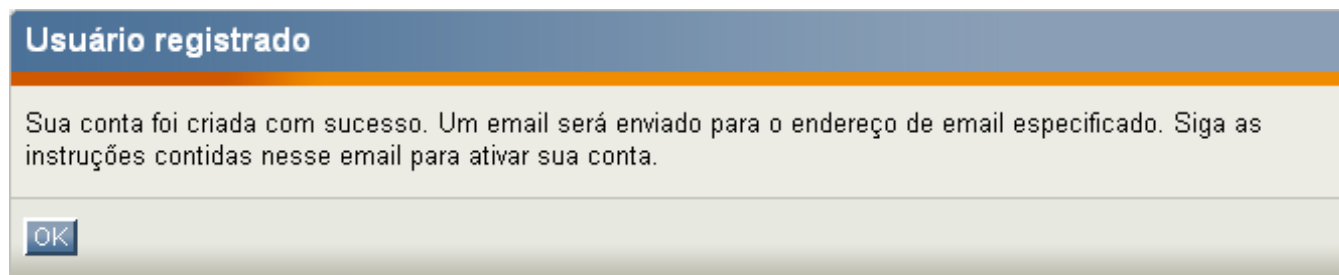 Usuário registrado
Sua conta foi criada com sucesso. Um email será enviado para o endereço de email especificado. Siga as
instruções contidas nesse email para ativar sua conta.
OK